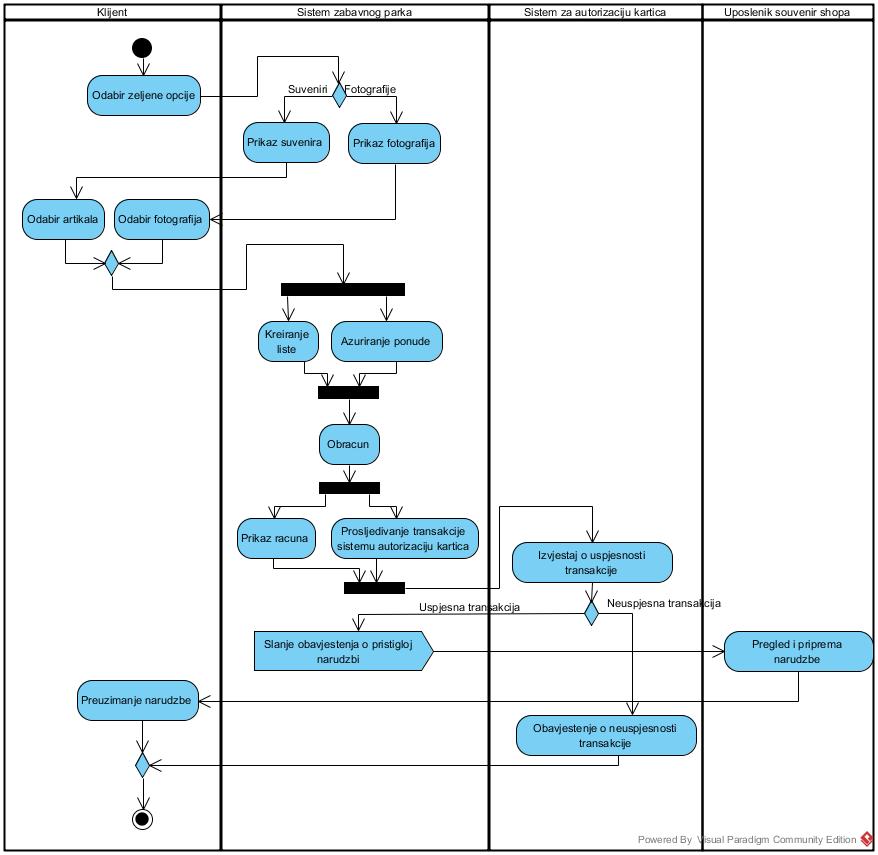 Klijent
Sistem zabavnog parka
Sistem za autorizaciju kartica
Uposlenik souvenir shopa
Odabir zeljene opcije
Suveniri
Fotografije
Prikaz suvenira
Prikaz fotografija
Odabir artikala
Odabir fotografija
Kreiranje
liste
Azuriranje ponude
Obracun
Prikaz racuna
Prosljedivanje transakcije
sistemu autorizaciju kartica
Izvjestaj o uspjesnosti
transakcije
Uspjesna transakcija
Neuspjesna transakcija
Slanje obavjestenja o pristigloj
narudzbi
Pregled i priprema
narudzbe
Preuzimanje narudzbe
Obavjestenje o neuspjesnosti
transakcije
Powered By Visual Paradigm Community Edition